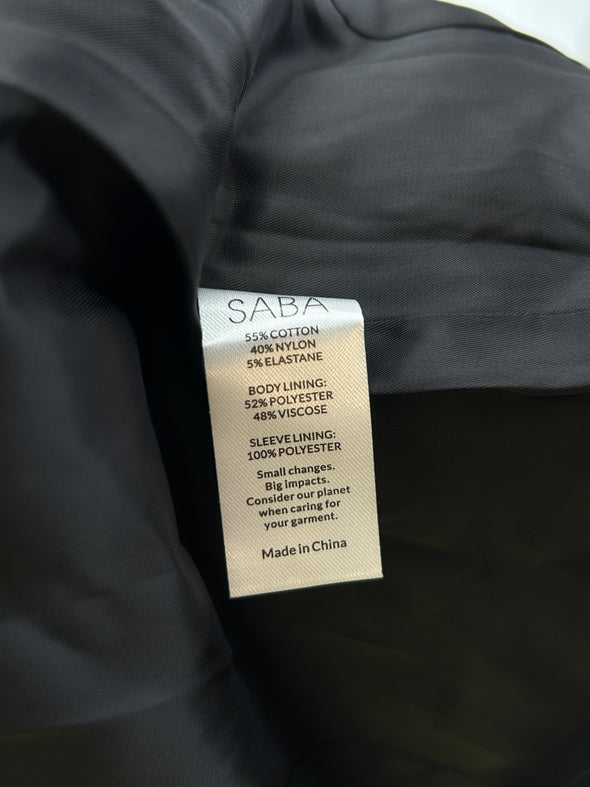 SABA
55% COTTON
40% NYLON
5% ELASTANE
BODY LINING:
52% POLYESTER
48% VISCOSE
SLEEVE LINING:
100% POLYESTER
Small changes.
Big impacts.
Consider our planet
when caring for
your garment.
Made in China